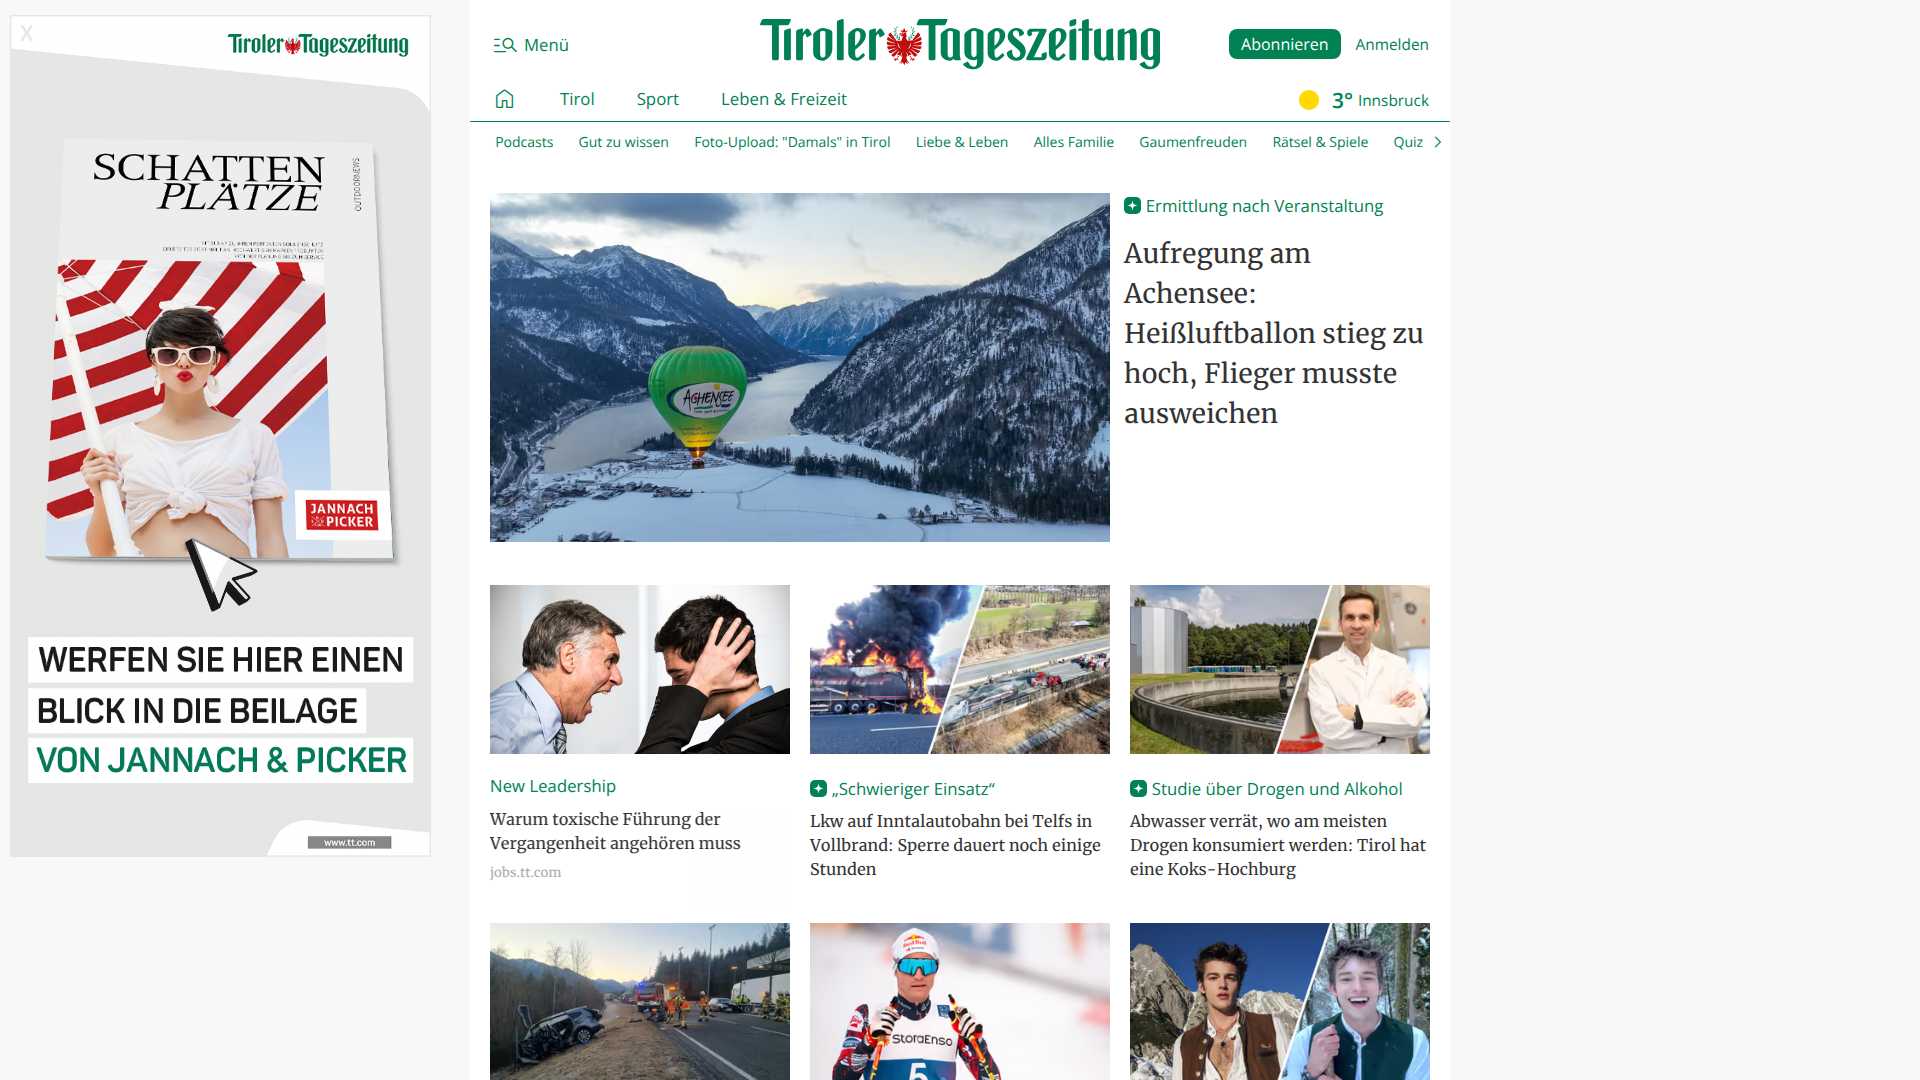 X
Tiroler Tageszeitung
SCHATTEN
PLÄTZE
OUTDOORNEWS
JANNACH
PICKER
WERFEN SIE HIER EINEN
BLICK IN DIE BEILAGE
VON JANNACH & PICKER
www.tt.com
Menü
Tiroler Tageszeitung
Abonnieren
Anmelden
Tirol
Sport
Leben & Freizeit
3° Innsbruck
Podcasts
Gut zu wissen
Foto-Upload: "Damals" in Tirol
Liebe & Leben
Alles Familie
Gaumenfreuden
Rätsel & Spiele
Quiz
ACHENSEE
Ermittlung nach Veranstaltung
Aufregung am
Achensee:
Heißluftballon stieg zu
hoch, Flieger musste
ausweichen
New Leadership
Warum toxische Führung der
Vergangenheit angehören muss
jobs.tt.com
„Schwieriger Einsatz“
Lkw auf Inntalautobahn bei Telfs in
Vollbrand: Sperre dauert noch einige
Stunden
Studie über Drogen und Alkohol
Abwasser verrät, wo am meisten
Drogen konsumiert werden: Tirol hat
eine Koks-Hochburg
Red Bull
StoraEnso
5